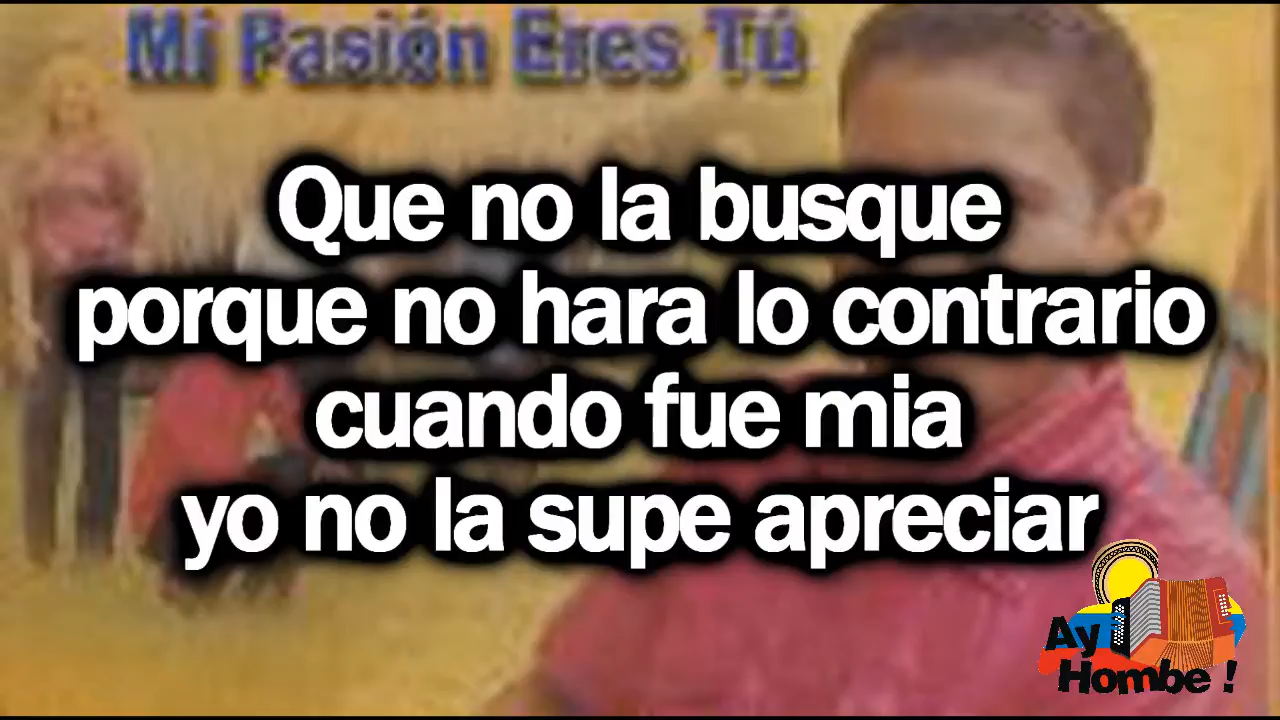 Mi Pasión Eres Tú
Que no la busque
porque no hara lo contrario
cuando fue mia
yo no la supe apreciar
Ay
Hombe !